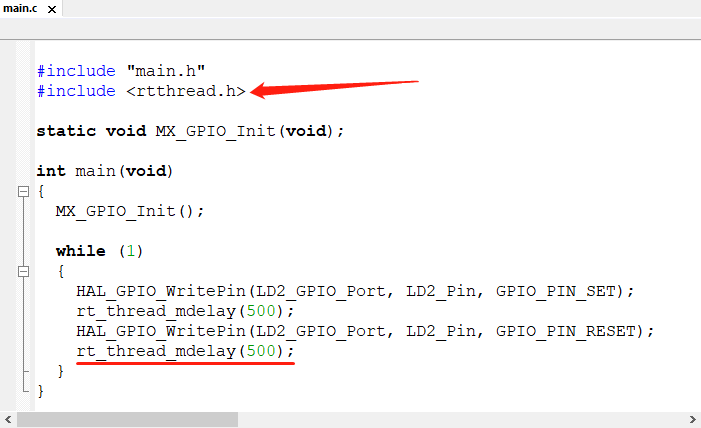 main.c
#include "main.h"
#include <rtthread.h>
static void MX_GPIO_Init(void);
int main(void)
{
MX_GPIO_Init();
while (1)
{
HAL_GPIO_WritePin(LD2_GPIO_Port, LD2_Pin, GPIO_PIN_SET);
rt_thread_mdelay(500);
HAL_GPIO_WritePin(LD2_GPIO_Port, LD2_Pin, GPIO_PIN_RESET);
rt_thread_mdelay(500);
}
}